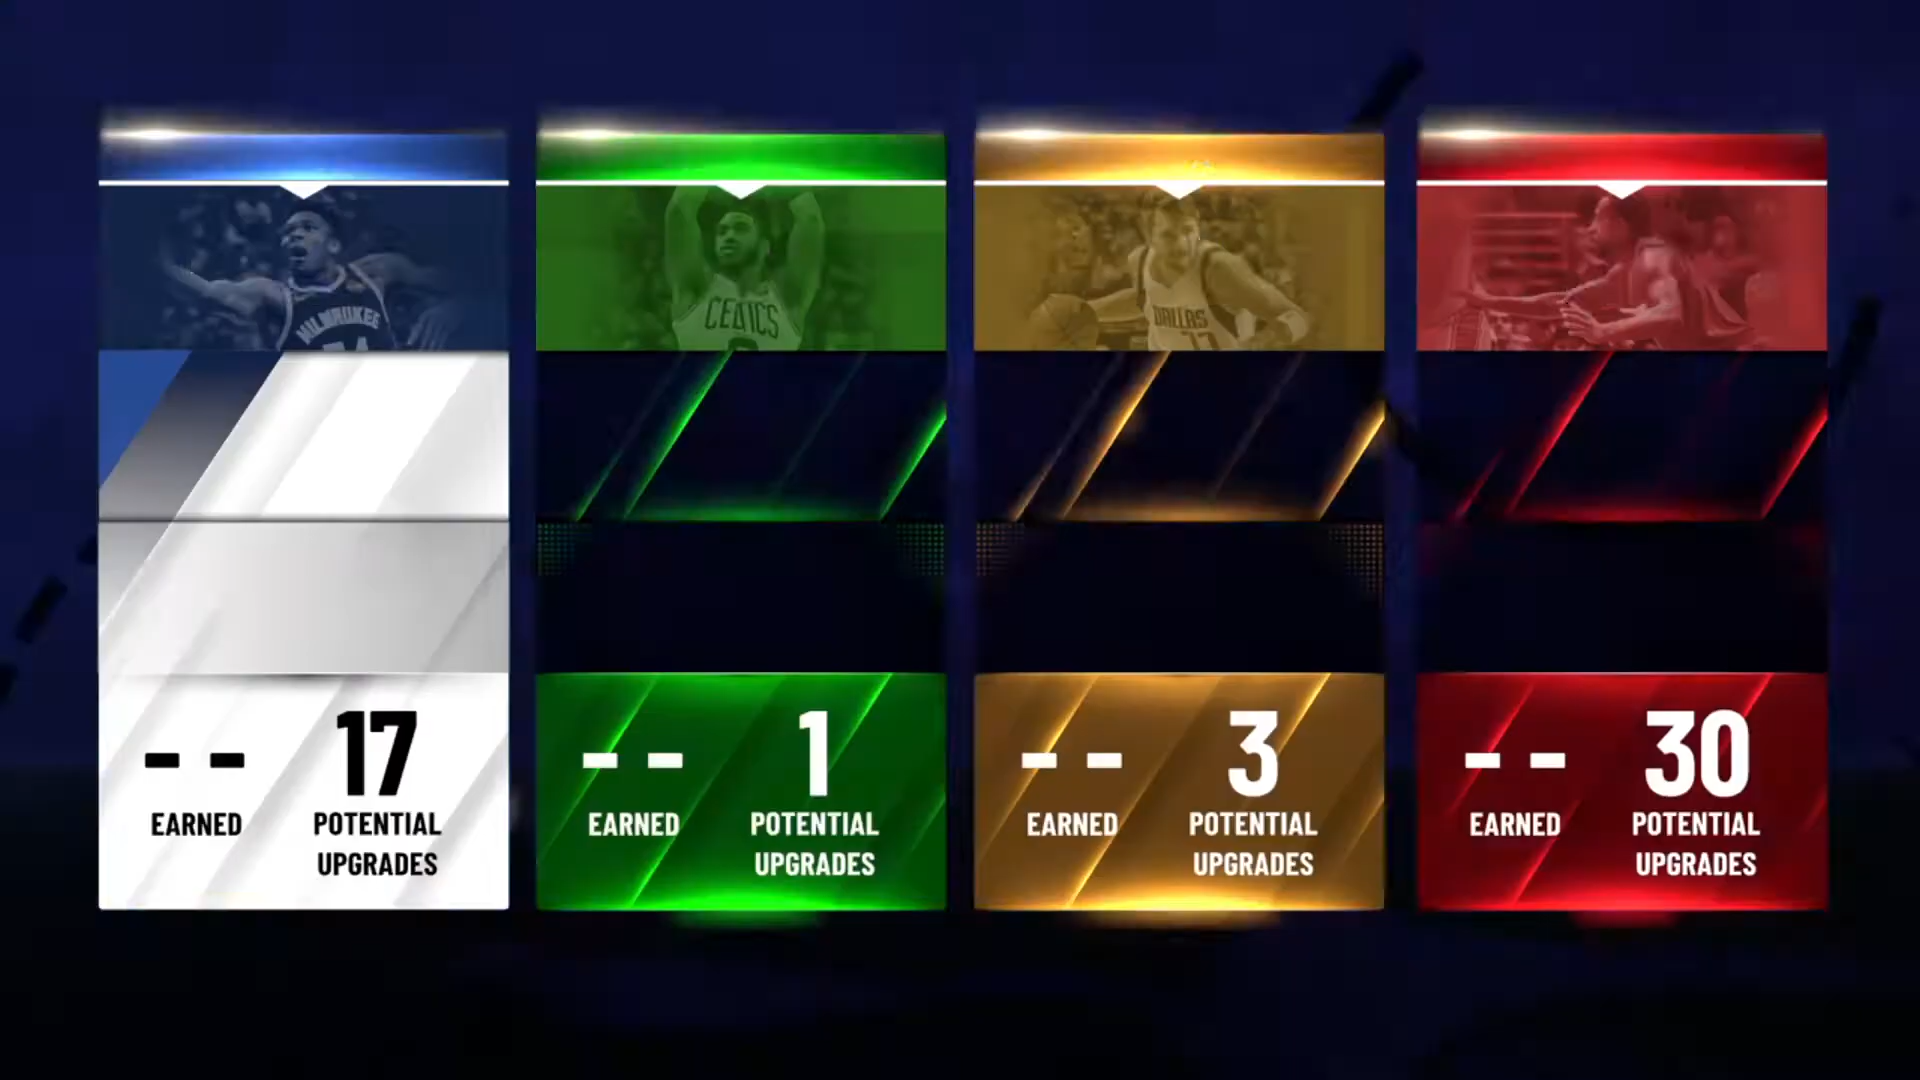 MILWAUKEE
CELTICS
DALLAS
-- EARNED
17
POTENTIAL
UPGRADES
-- EARNED
1
POTENTIAL
UPGRADES
-- EARNED
3
POTENTIAL
UPGRADES
-- EARNED
30
POTENTIAL
UPGRADES